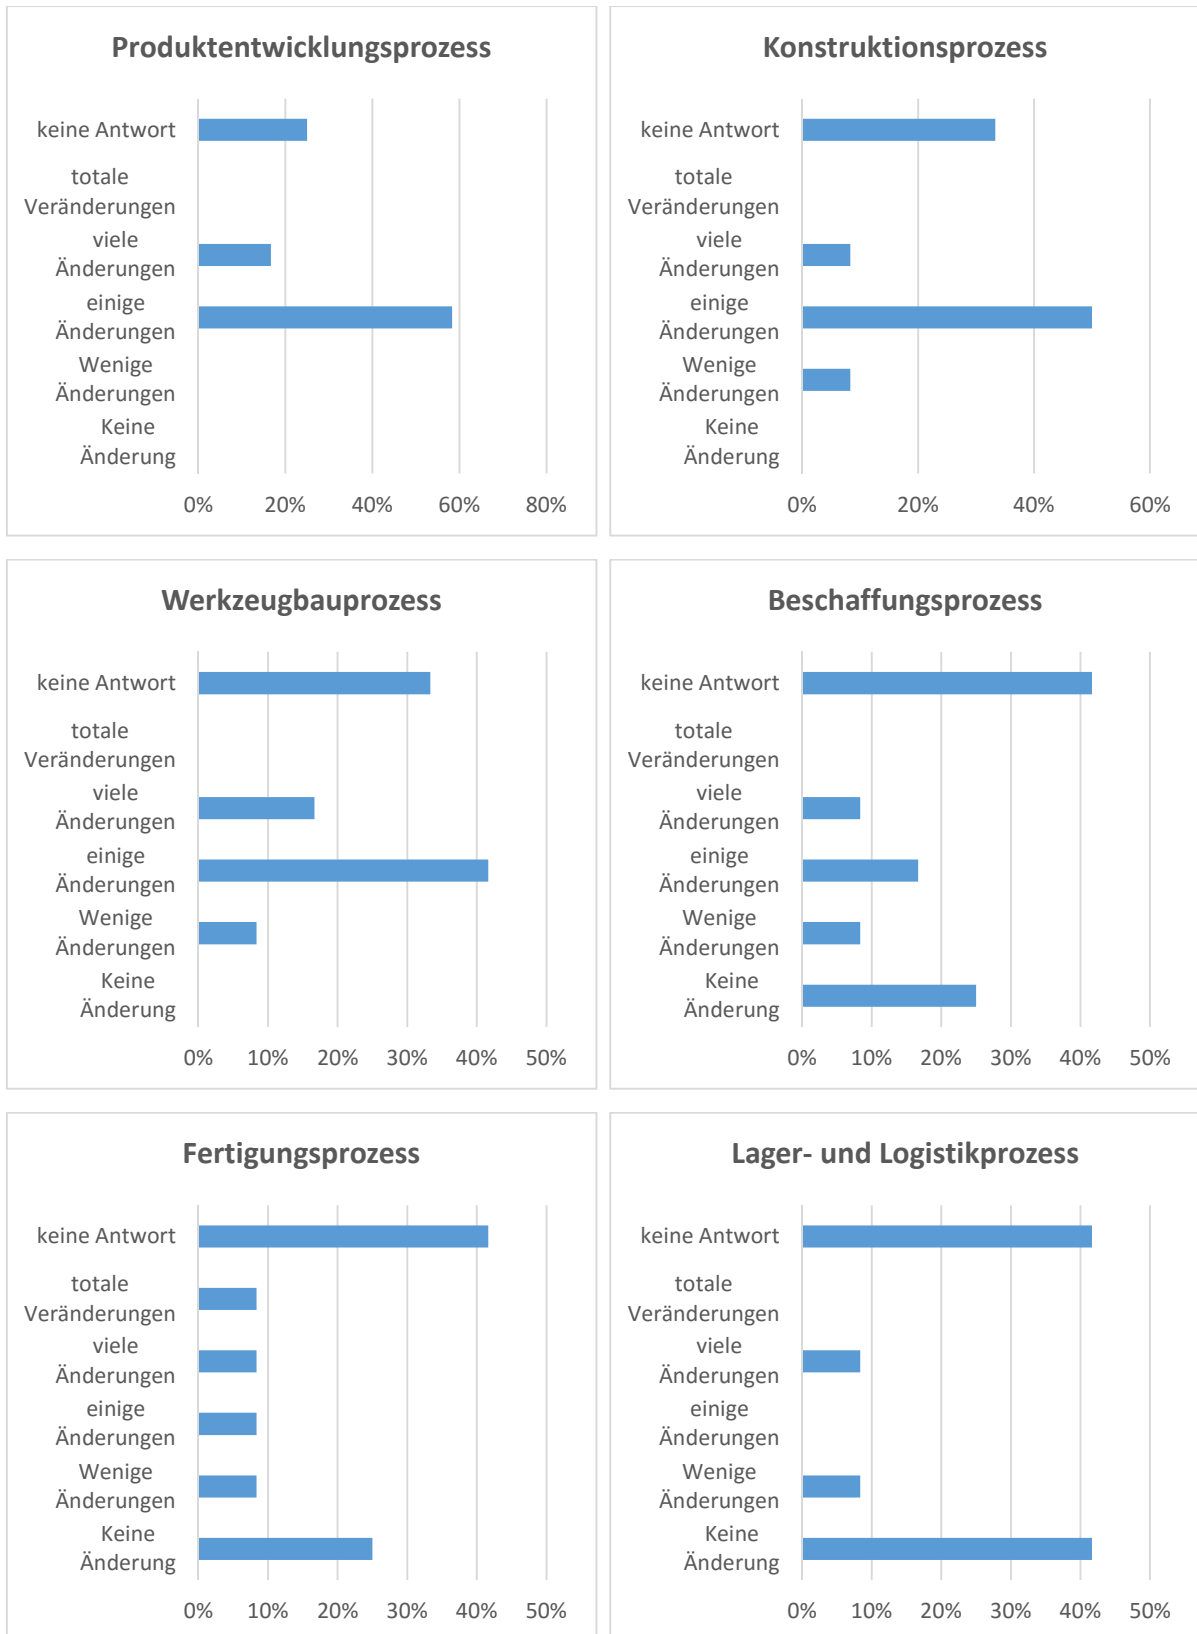 Produktentwicklungsprozess
keine Antwort
totale
Veränderungen
viele
Änderungen
einige
Änderungen
Wenige
Änderungen
Keine
Änderung
0% 20% 40% 60% 80%
Konstruktionsprozess
keine Antwort
totale
Veränderungen
viele
Änderungen
einige
Änderungen
Wenige
Änderungen
Keine
Änderung
0% 20% 40% 60%
Werkzeugbauprozess
keine Antwort
totale
Veränderungen
viele
Änderungen
einige
Änderungen
Wenige
Änderungen
Keine
Änderung
0% 10% 20% 30% 40% 50%
Beschaffungsprozess
keine Antwort
totale
Veränderungen
viele
Änderungen
einige
Änderungen
Wenige
Änderungen
Keine
Änderung
0% 10% 20% 30% 40% 50%
Fertigungsprozess
keine Antwort
totale
Veränderungen
viele
Änderungen
einige
Änderungen
Wenige
Änderungen
Keine
Änderung
0% 10% 20% 30% 40% 50%
Lager- und Logistikprozess
keine Antwort
totale
Veränderungen
viele
Änderungen
einige
Änderungen
Wenige
Änderungen
Keine
Änderung
0% 10% 20% 30% 40% 50%